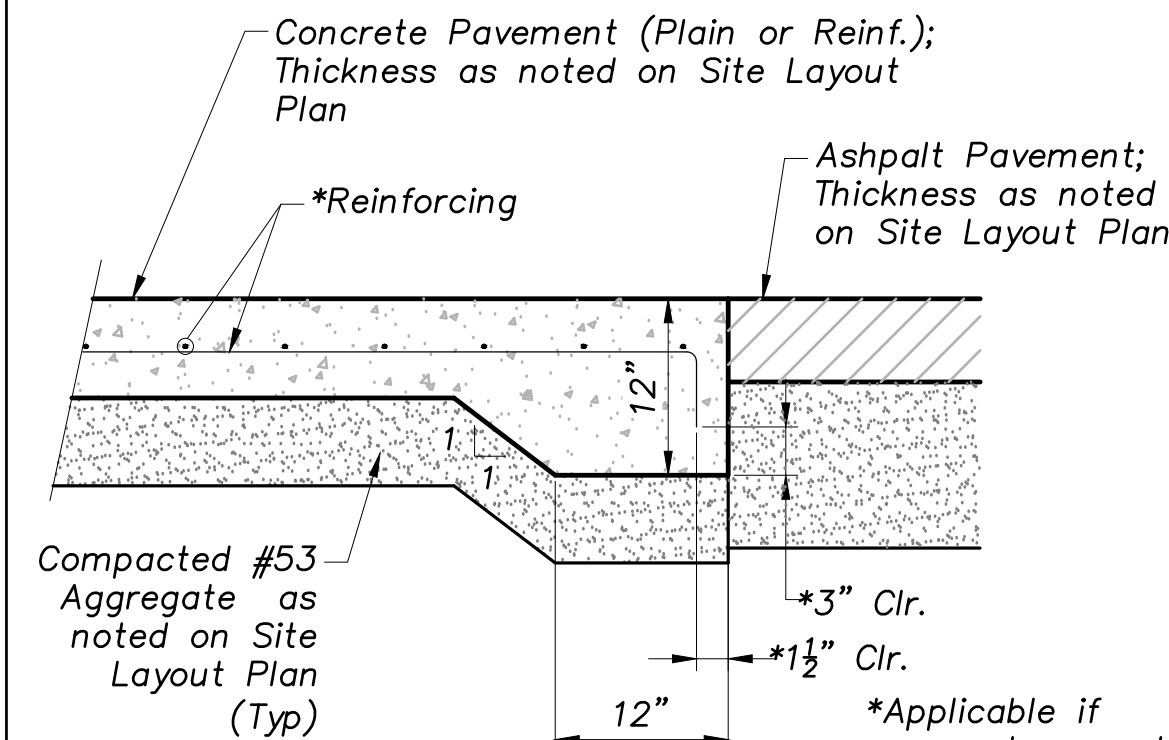 Concrete Pavement (Plain or Reinf.);
Thickness as noted on Site Layout
Plan
Ashpalt Pavement;
Thickness as noted
on Site Layout Plan
*Reinforcing
12"
1
1
Compacted #53
Aggregate as
noted on Site
Layout Plan
(Typ)
*3" Clr.
*1½" Clr.
12"
*Applicable if